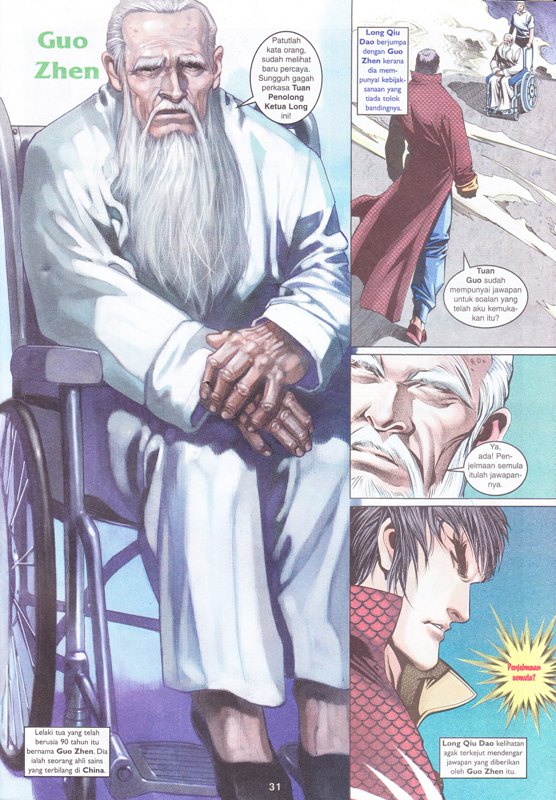 Guo
Zhen
Patutlah
kata orang,
sudah melihat
baru percaya.
Sungguh gagah
perkasa Tuan
Penolong
Ketua Long
ini!
Lelaki tua yang telah
berusia 90 tahun itu
bernama Guo Zhen. Dia
ialah seorang ahli sains
yang terbilang di China.
Long Qiu
Dao berjumpa
dengan Guo
Zhen kerana
dia mem-
punyai kebijak-
sanaan yang
tiada tolok
bandingnya.
Tuan
Guo sudah
mempunyai jawapan
untuk soalan yang
telah aku kemuka-
kan itu?
Ya,
ada! Pen-
jelmaan semula
itulah jawapan-
nya.
Penjelmaan
semula?
Long Qiu Dao kelihatan
agak terkejut mendengar
jawapan yang diberikan
oleh Guo Zhen itu.
31